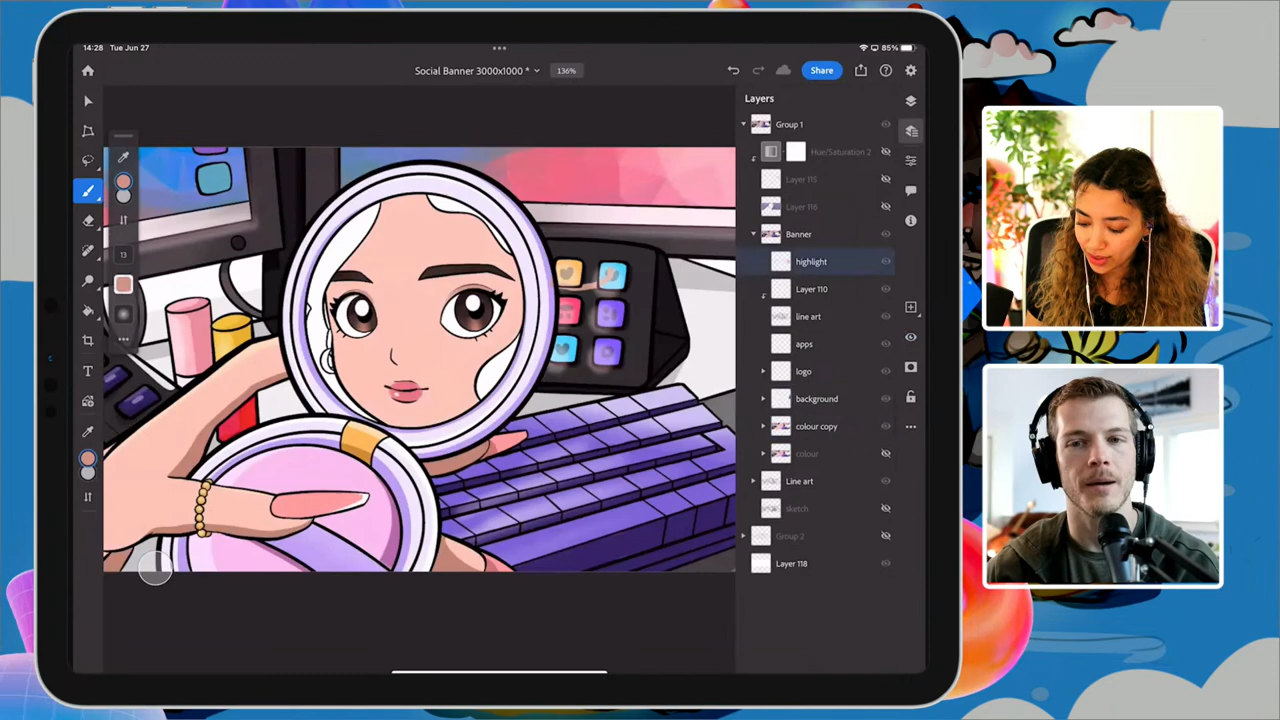 14:28 Tue Jun 27
85%
Social Banner 3000x1000 *
136%
Share
Layers
Group 1
Hue/Saturation 2
Layer 115
Layer 116
Banner
highlight
Layer 110
line art
apps
logo
background
colour copy
colour
Line art
sketch
Group 2
Layer 118
13
T